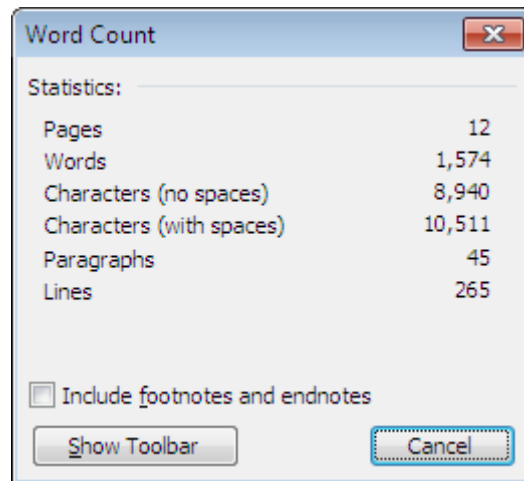 Word Count
Statistics:
Pages 12
Words 1,574
Characters (no spaces) 8,940
Characters (with spaces) 10,511
Paragraphs 45
Lines 265
Include footnotes and endnotes
Show Toolbar Cancel